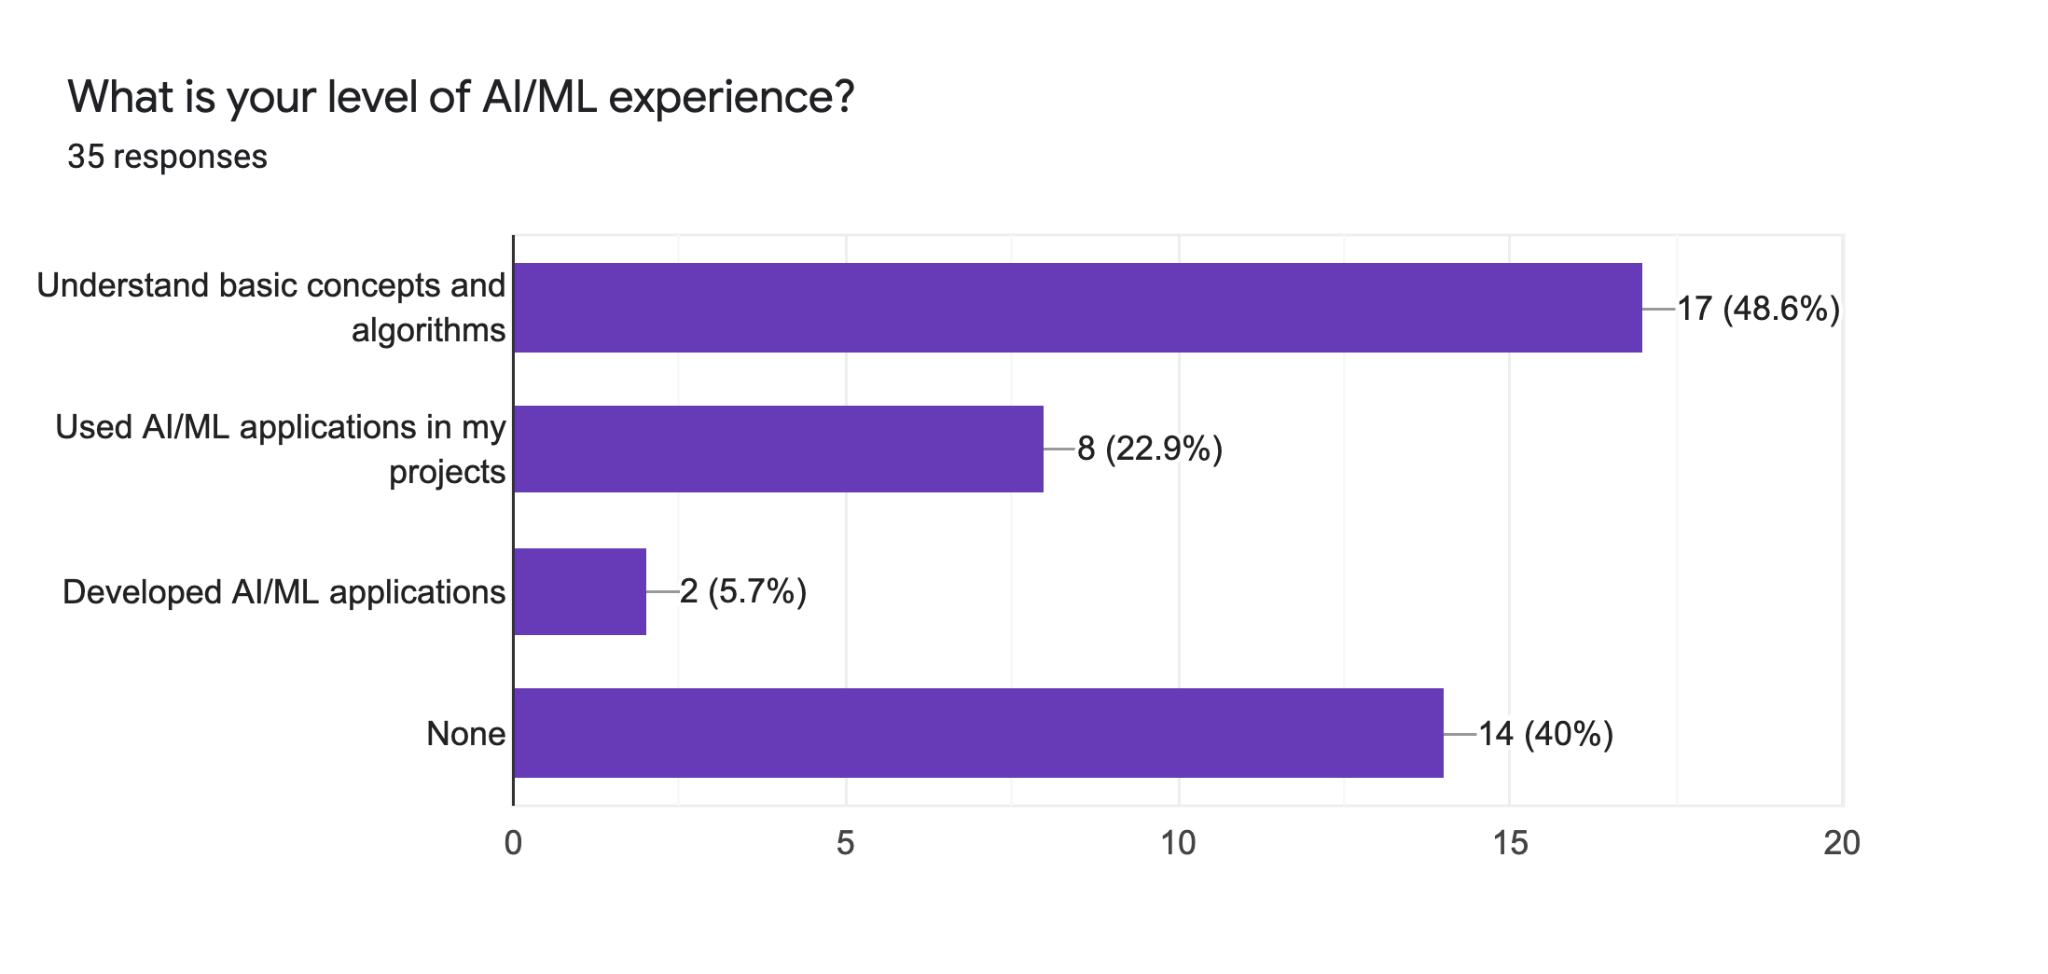 What is your level of AI/ML experience?
35 responses
Understand basic concepts and
algorithms
17 (48.6%)
Used AI/ML applications in my
projects
8 (22.9%)
Developed AI/ML applications
2 (5.7%)
None
14 (40%)
0
5
10
15
20